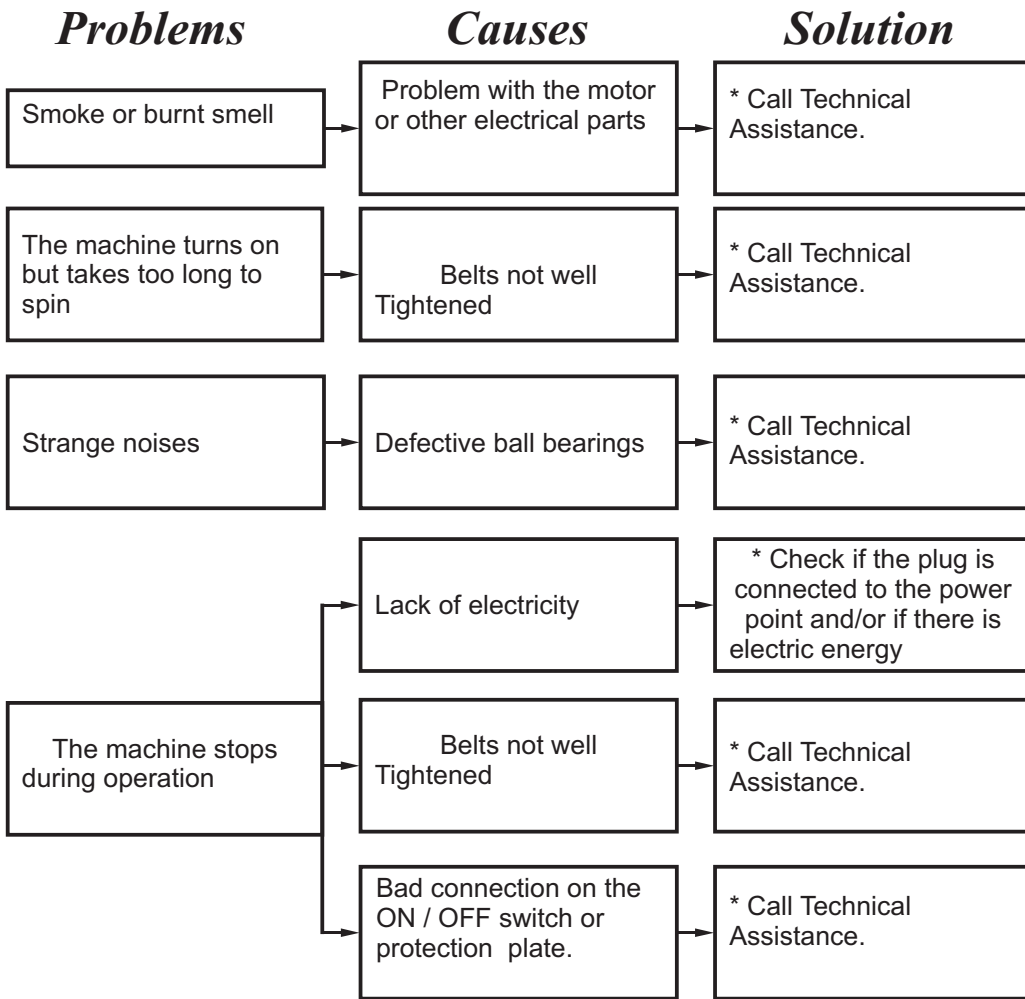 Problems
Causes
Solution
Smoke or burnt smell
Problem with the motor
or other electrical parts
* Call Technical
Assistance.
The machine turns on
but takes too long to
spin
Belts not well
Tightened
* Call Technical
Assistance.
Strange noises
Defective ball bearings
* Call Technical
Assistance.
The machine stops
during operation
Lack of electricity
* Check if the plug is
connected to the power
point and/or if there is
electric energy
Belts not well
Tightened
* Call Technical
Assistance.
Bad connection on the
ON / OFF switch or
protection plate.
* Call Technical
Assistance.